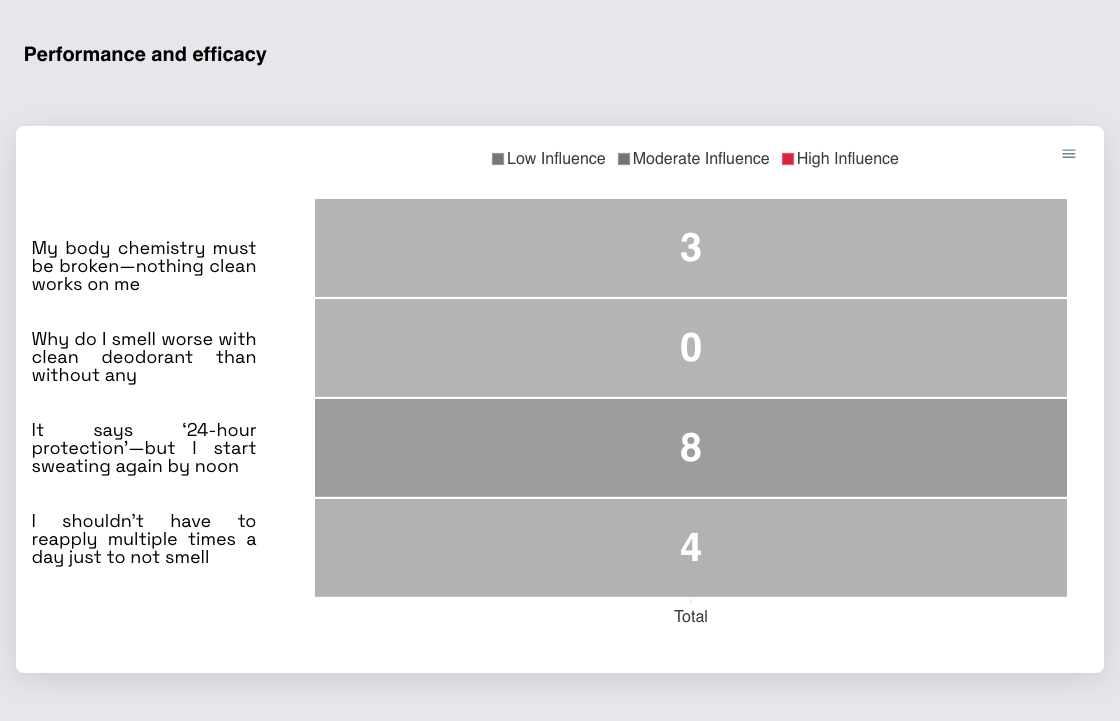 Performance and efficacy
Low Influence Moderate Influence High Influence
My body chemistry must
be broken—nothing clean
works on me
3
Why do I smell worse with
clean deodorant than
without any
0
It says ‘24-hour
protection’—but I start
sweating again by noon
8
I shouldn’t have to
reapply multiple times a
day just to not smell
4
Total